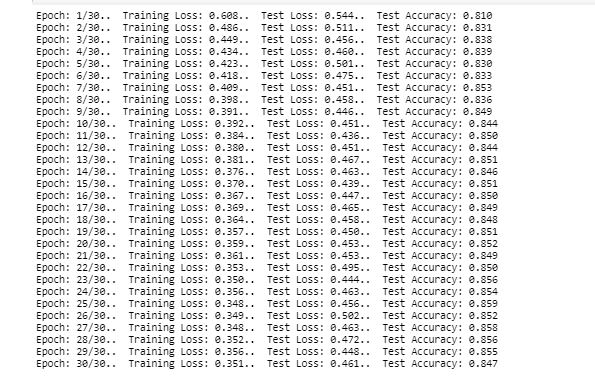 Epoch: 1/30..  Training Loss: 0.608..  Test Loss: 0.544..  Test Accuracy: 0.810
Epoch: 2/30..  Training Loss: 0.486..  Test Loss: 0.511..  Test Accuracy: 0.831
Epoch: 3/30..  Training Loss: 0.449..  Test Loss: 0.456..  Test Accuracy: 0.838
Epoch: 4/30..  Training Loss: 0.434..  Test Loss: 0.460..  Test Accuracy: 0.839
Epoch: 5/30..  Training Loss: 0.423..  Test Loss: 0.501..  Test Accuracy: 0.830
Epoch: 6/30..  Training Loss: 0.418..  Test Loss: 0.475..  Test Accuracy: 0.833
Epoch: 7/30..  Training Loss: 0.409..  Test Loss: 0.451..  Test Accuracy: 0.853
Epoch: 8/30..  Training Loss: 0.398..  Test Loss: 0.458..  Test Accuracy: 0.836
Epoch: 9/30..  Training Loss: 0.391..  Test Loss: 0.446..  Test Accuracy: 0.849
Epoch: 10/30..  Training Loss: 0.392..  Test Loss: 0.451..  Test Accuracy: 0.844
Epoch: 11/30..  Training Loss: 0.384..  Test Loss: 0.436..  Test Accuracy: 0.850
Epoch: 12/30..  Training Loss: 0.380..  Test Loss: 0.451..  Test Accuracy: 0.844
Epoch: 13/30..  Training Loss: 0.381..  Test Loss: 0.467..  Test Accuracy: 0.851
Epoch: 14/30..  Training Loss: 0.376..  Test Loss: 0.463..  Test Accuracy: 0.846
Epoch: 15/30..  Training Loss: 0.370..  Test Loss: 0.439..  Test Accuracy: 0.851
Epoch: 16/30..  Training Loss: 0.367..  Test Loss: 0.447..  Test Accuracy: 0.850
Epoch: 17/30..  Training Loss: 0.369..  Test Loss: 0.465..  Test Accuracy: 0.849
Epoch: 18/30..  Training Loss: 0.364..  Test Loss: 0.458..  Test Accuracy: 0.848
Epoch: 19/30..  Training Loss: 0.357..  Test Loss: 0.450..  Test Accuracy: 0.851
Epoch: 20/30..  Training Loss: 0.359..  Test Loss: 0.453..  Test Accuracy: 0.852
Epoch: 21/30..  Training Loss: 0.361..  Test Loss: 0.453..  Test Accuracy: 0.849
Epoch: 22/30..  Training Loss: 0.353..  Test Loss: 0.495..  Test Accuracy: 0.850
Epoch: 23/30..  Training Loss: 0.350..  Test Loss: 0.444..  Test Accuracy: 0.856
Epoch: 24/30..  Training Loss: 0.356..  Test Loss: 0.463..  Test Accuracy: 0.854
Epoch: 25/30..  Training Loss: 0.348..  Test Loss: 0.456..  Test Accuracy: 0.859
Epoch: 26/30..  Training Loss: 0.349..  Test Loss: 0.502..  Test Accuracy: 0.852
Epoch: 27/30..  Training Loss: 0.348..  Test Loss: 0.463..  Test Accuracy: 0.858
Epoch: 28/30..  Training Loss: 0.352..  Test Loss: 0.472..  Test Accuracy: 0.856
Epoch: 29/30..  Training Loss: 0.356..  Test Loss: 0.448..  Test Accuracy: 0.855
Epoch: 30/30..  Training Loss: 0.351..  Test Loss: 0.461..  Test Accuracy: 0.847